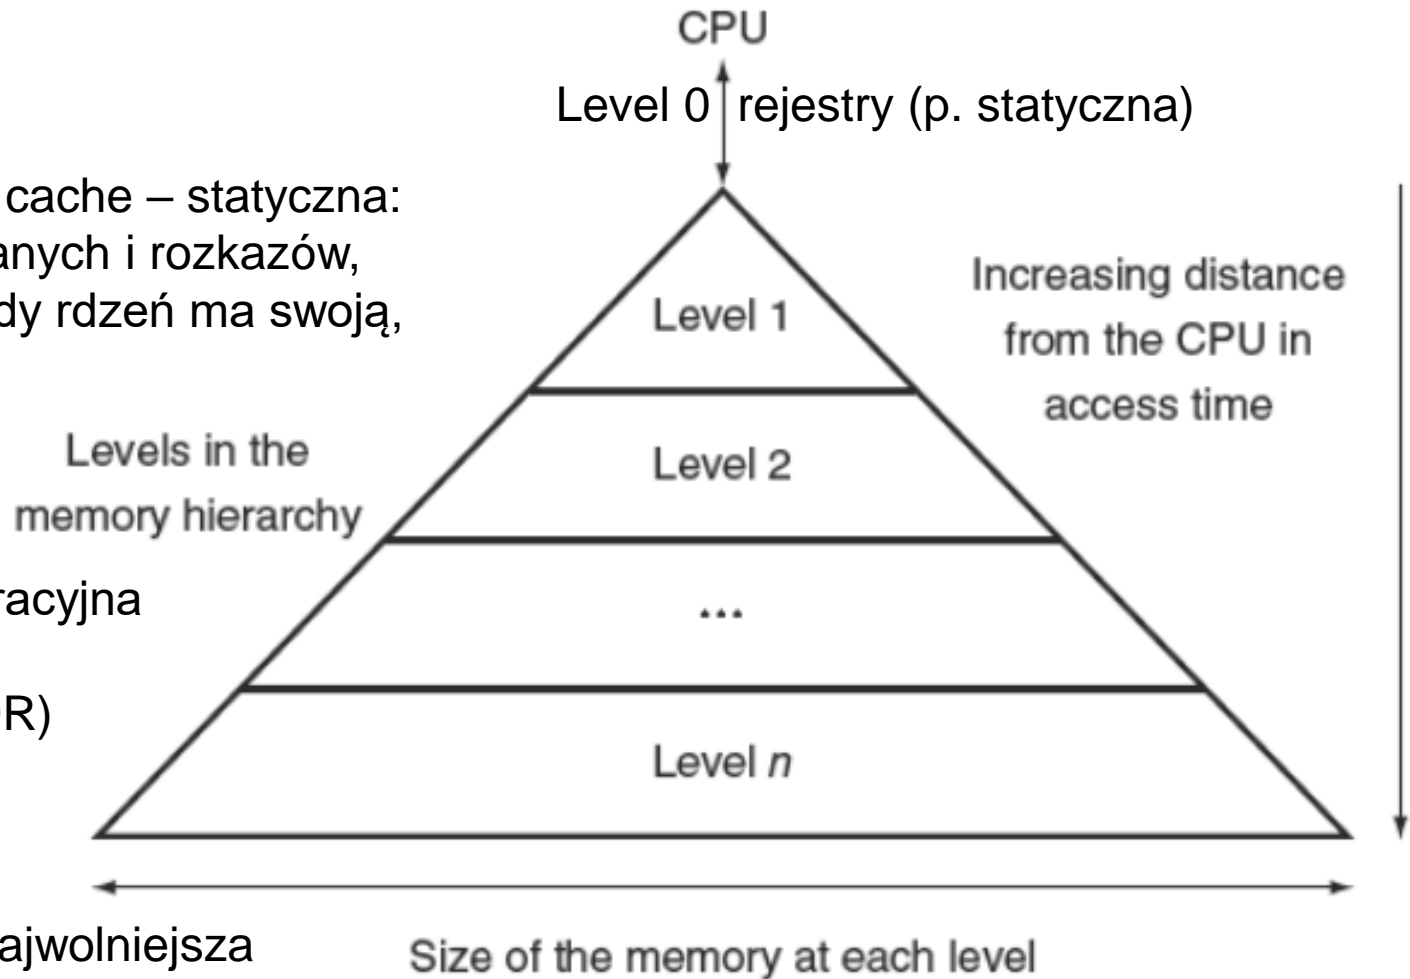 CPU
Level 0 rejestry (p. statyczna)
cache – statyczna:
anych i rozkazów,
dy rdzeń ma swoją,
Level 1
Increasing distance
from the CPU in
access time
Levels in the
memory hierarchy
Level 2
racyjna
...
R)
Level n
ajwolniejsza
Size of the memory at each level